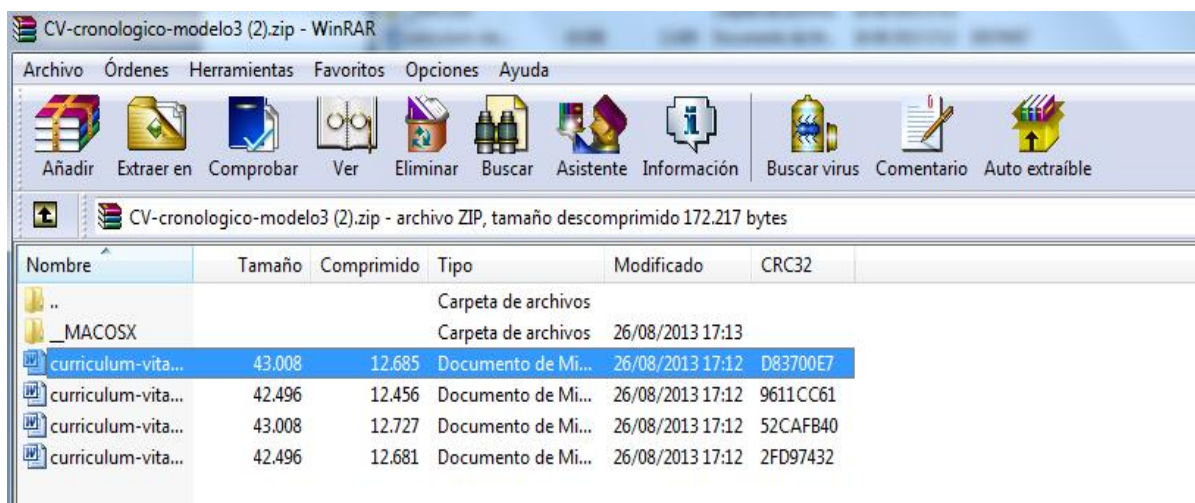 CV-cronologico-modelo3 (2).zip - WinRAR
Archivo Órdenes Herramientas Favoritos Opciones Ayuda
Añadir Extraer en Comprobar Ver Eliminar Buscar Asistente Información Buscar virus Comentario Auto extraíble
CV-cronologico-modelo3 (2).zip - archivo ZIP, tamaño descomprimido 172.217 bytes
Nombre Tamaño Comprimido Tipo Modificado CRC32
.. Carpeta de archivos
__MACOSX Carpeta de archivos 26/08/2013 17:13
curriculum-vita... 43.008 12.685 Documento de Mi... 26/08/2013 17:12 D83700E7
curriculum-vita... 42.496 12.456 Documento de Mi... 26/08/2013 17:12 9611CC61
curriculum-vita... 43.008 12.727 Documento de Mi... 26/08/2013 17:12 52CAFB40
curriculum-vita... 42.496 12.681 Documento de Mi... 26/08/2013 17:12 2FD97432